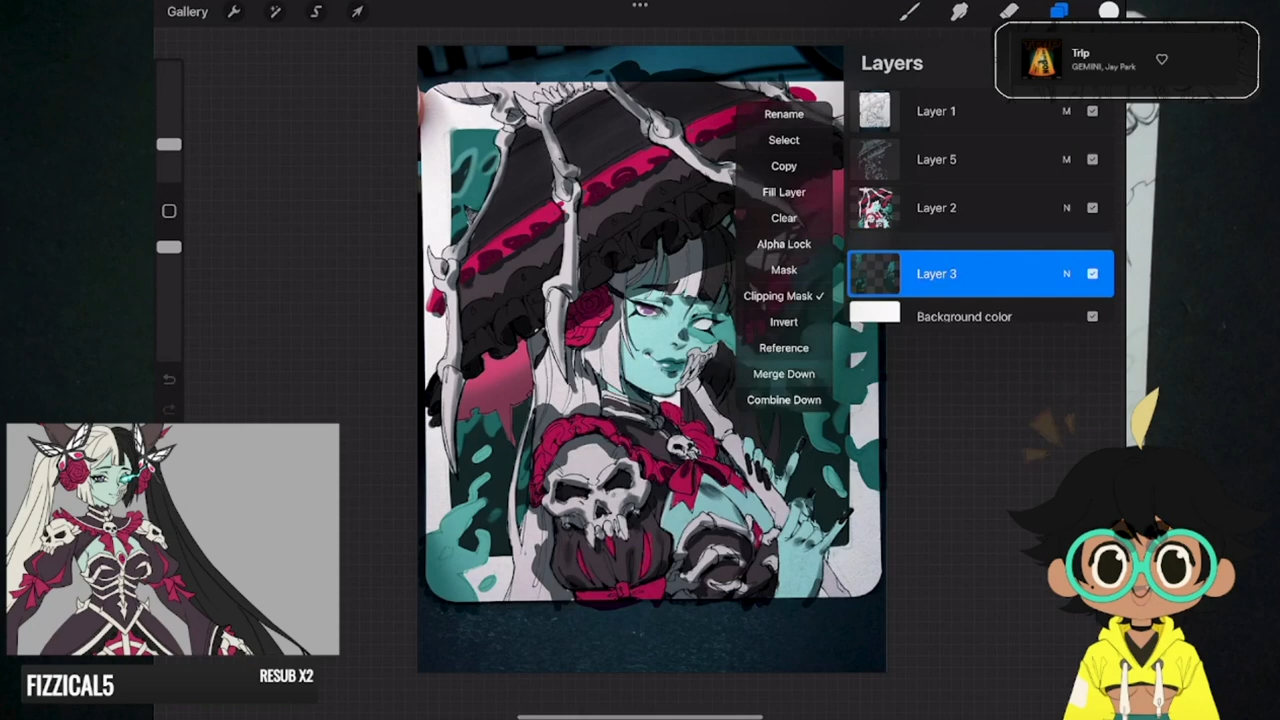 Gallery
Layers
Trip
GEMINI, Jay Park
Layer 1
M
Layer 5
M
Layer 2
N
Layer 3
N
Background color
Rename
Select
Copy
Fill Layer
Clear
Alpha Lock
Mask
Clipping Mask ✓
Invert
Reference
Merge Down
Combine Down
FIZZICAL5
RESUB X2